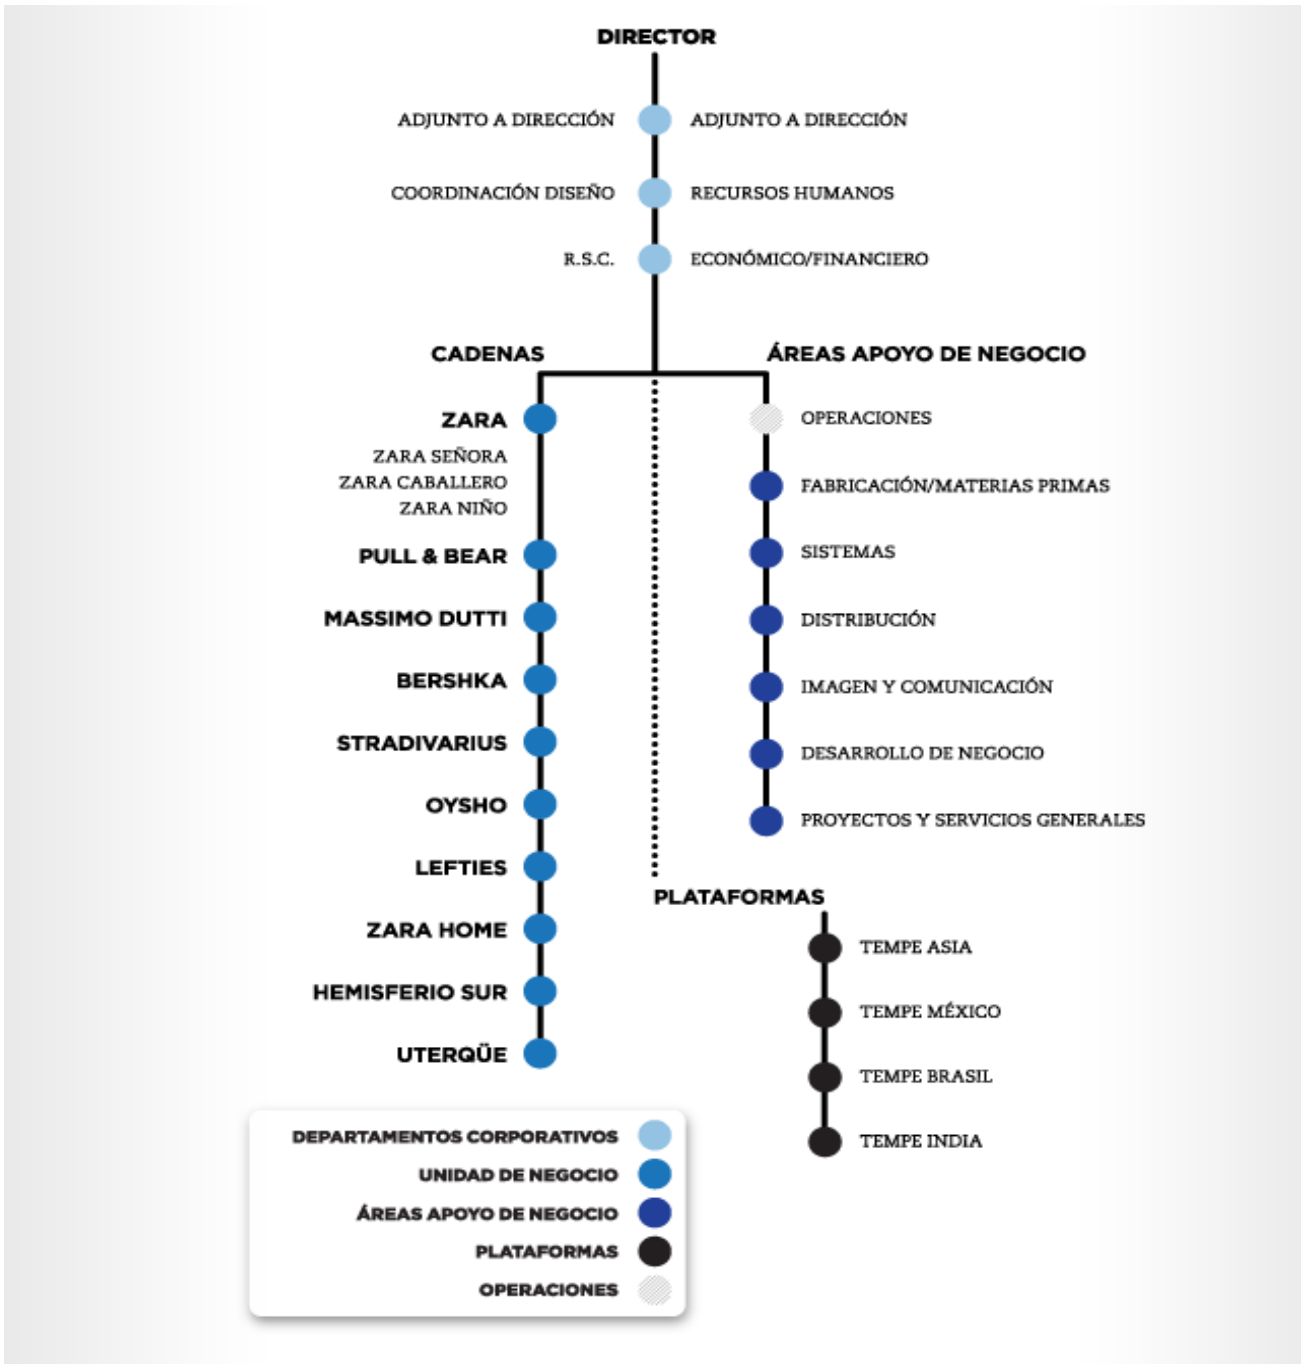 DIRECTOR
ADJUNTO A DIRECCIÓN
ADJUNTO A DIRECCIÓN
COORDINACIÓN DISEÑO
RECURSOS HUMANOS
R.S.C.
ECONÓMICO/FINANCIERO
CADENAS
ZARA
ZARA SEÑORA
ZARA CABALLERO
ZARA NIÑO
PULL & BEAR
MASSIMO DUTTI
BERSHKA
STRADIVARIUS
OYSHO
LEFTIES
ZARA HOME
HEMISFERIO SUR
UTERQÜE
ÁREAS APOYO DE NEGOCIO
OPERACIONES
FABRICACIÓN/MATERIAS PRIMAS
SISTEMAS
DISTRIBUCIÓN
IMAGEN Y COMUNICACIÓN
DESARROLLO DE NEGOCIO
PROYECTOS Y SERVICIOS GENERALES
PLATAFORMAS
TEMPE ASIA
TEMPE MÉXICO
TEMPE BRASIL
TEMPE INDIA
DEPARTAMENTOS CORPORATIVOS
UNIDAD DE NEGOCIO
ÁREAS APOYO DE NEGOCIO
PLATAFORMAS
OPERACIONES